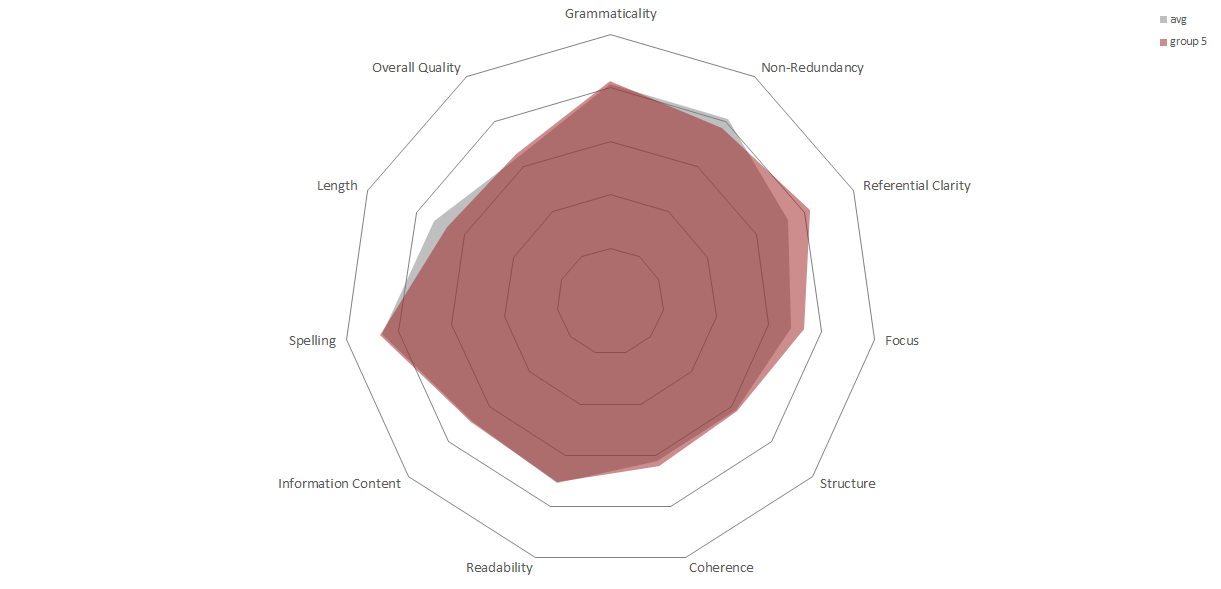 Grammaticality
Non-Redundancy
Referential Clarity
Focus
Structure
Coherence
Readability
Information Content
Spelling
Length
Overall Quality
avg
group 5